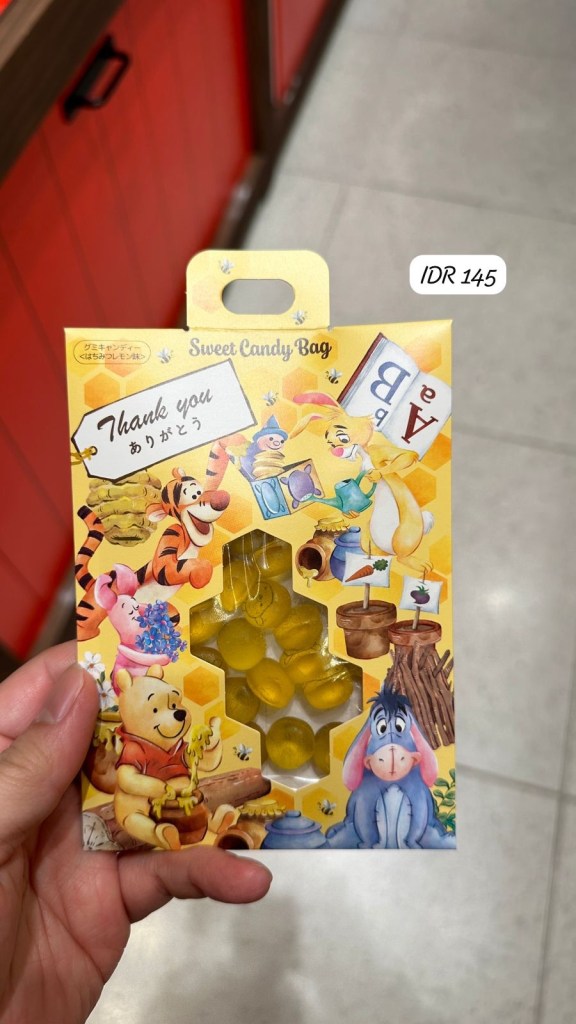 IDR 145
Sweet Candy Bag
グミキャンディー
<はちみつレモン味>
Thank you
ありがとう
B b
A a